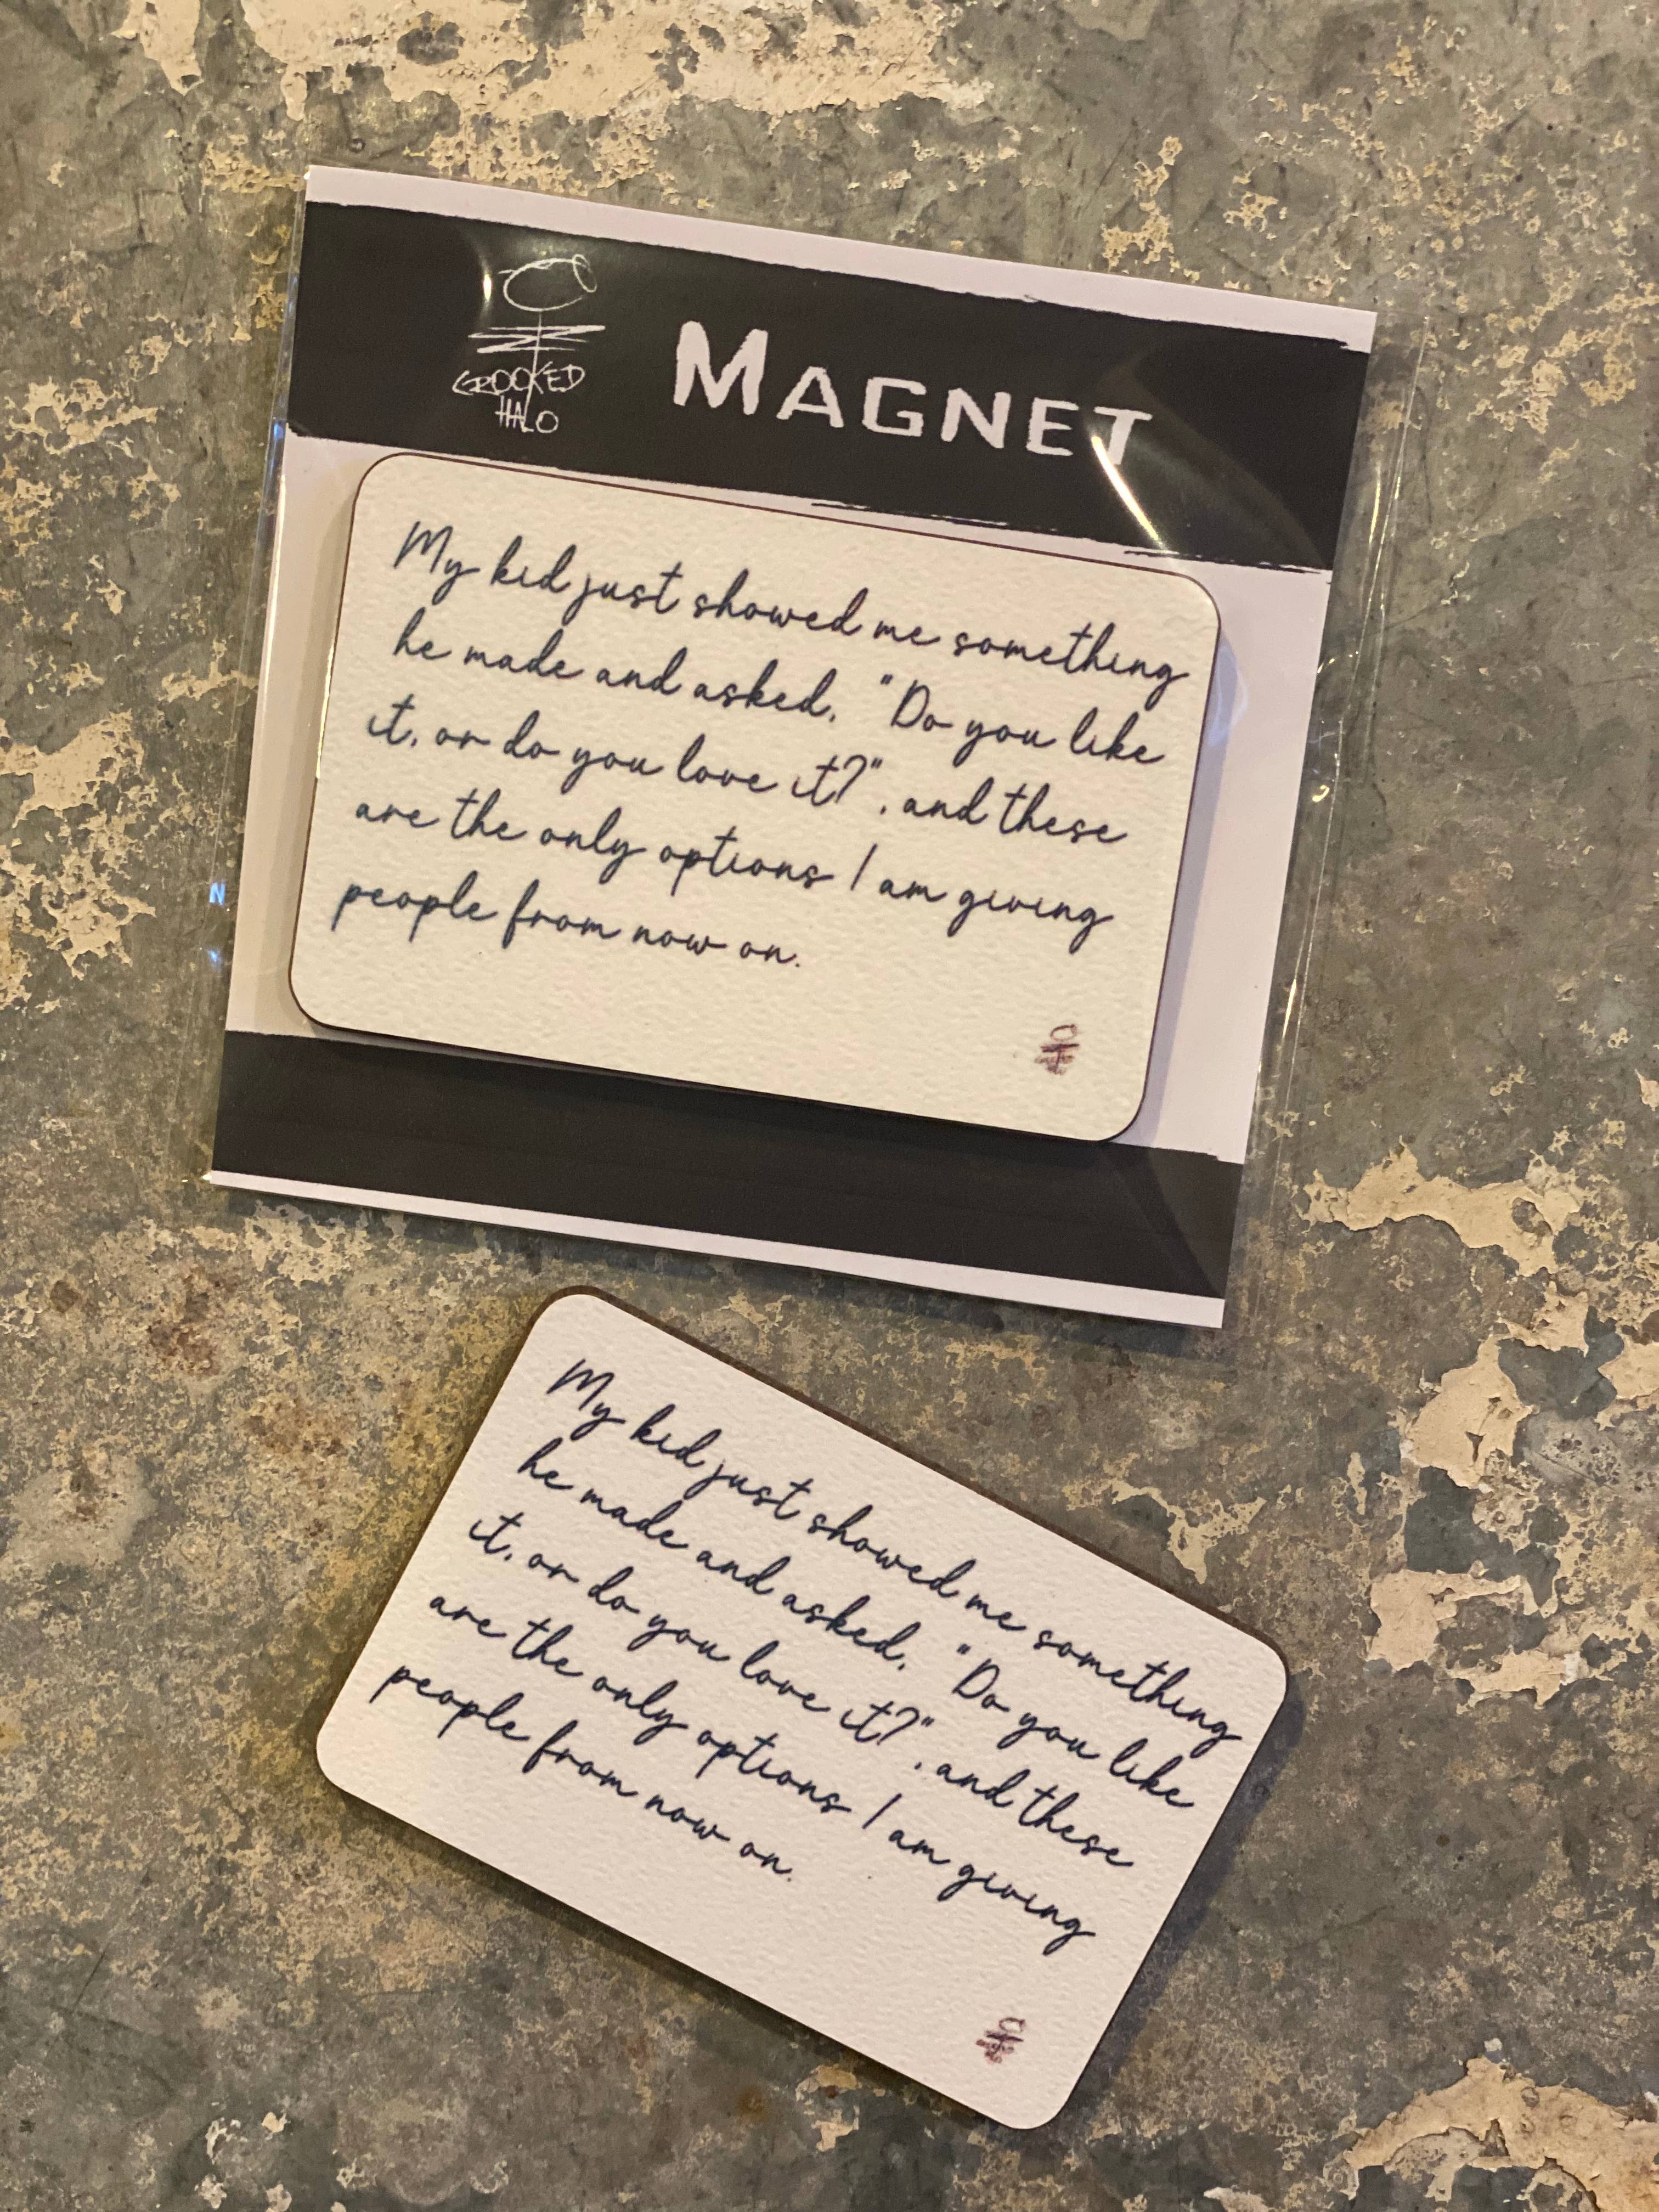 CROOKED
HALO
MAGNET
My kid just showed me something
he made and asked, "Do you like
it, or do you love it?", and these
are the only options I am giving
people from now on.
My kid just showed me something
he made and asked, "Do you like
it, or do you love it?", and these
are the only options I am giving
people from now on.